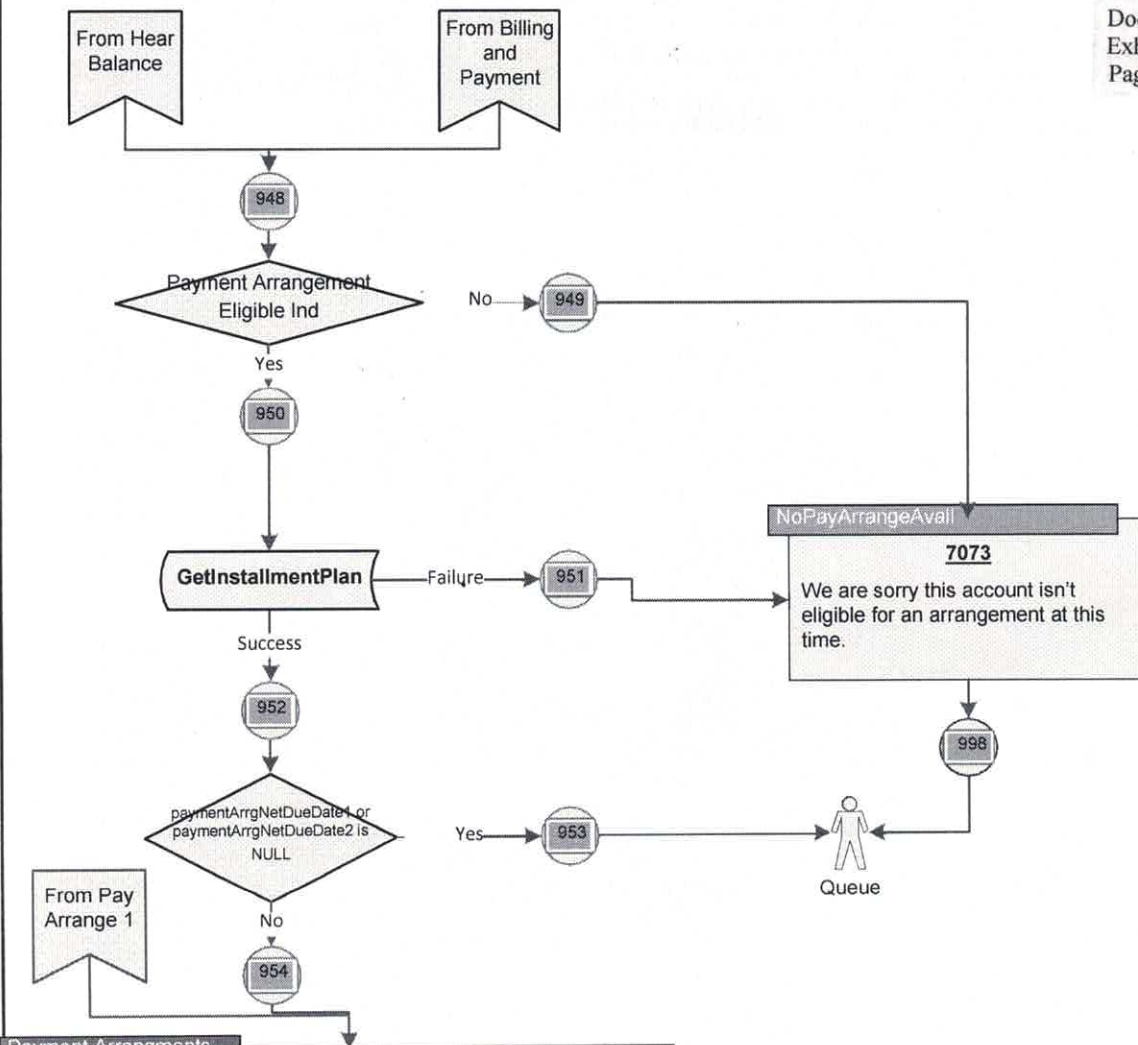 From Hear
Balance
From Billing
and
Payment
948
Payment Arrangement
Eligible Ind
No
949
Yes
950
GetInstallmentPlan
Failure
951
NoPayArrangeAvail
7073
We are sorry this account isn't
eligible for an arrangement at this
time.
Success
952
998
paymentArrgNetDueDate1 or
paymentArrgNetDueDate2 is
NULL
Yes
953
Queue
From Pay
Arrange 1
No
954
Payment Arrangments